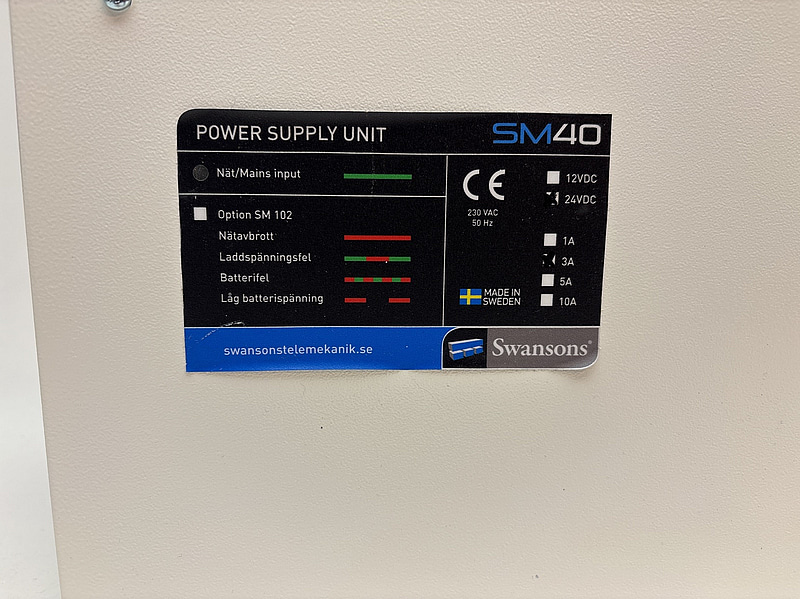 POWER SUPPLY UNIT
SM40
Nät/Mains input
Option SM 102
Nätavbrott
Laddspänningsfel
Batterifel
Låg batterispänning
CE
230 VAC
50 Hz
12VDC
24VDC
1A
3A
5A
10A
MADE IN
SWEDEN
swansonstelemekanik.se
Swansons®